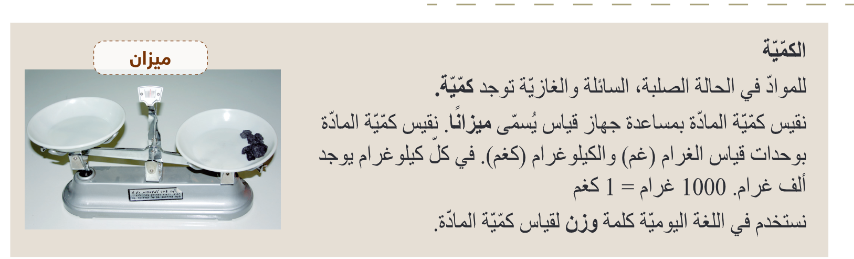 الكمّيّة
ميزان
للموادّ في الحالة الصلبة، السائلة والغازيّة توجد كمّيّة.
نقيس كمّيّة المادّة بمساعدة جهاز قياس يُسمّى ميزانًا. نقيس كمّيّة المادّة
بوحدات قياس الغرام (غم) والكيلوغرام (كغم). في كلّ كيلوغرام يوجد
ألف غرام. 1000 غرام = 1 كغم
نستخدم في اللغة اليوميّة كلمة وزن لقياس كمّيّة المادّة.